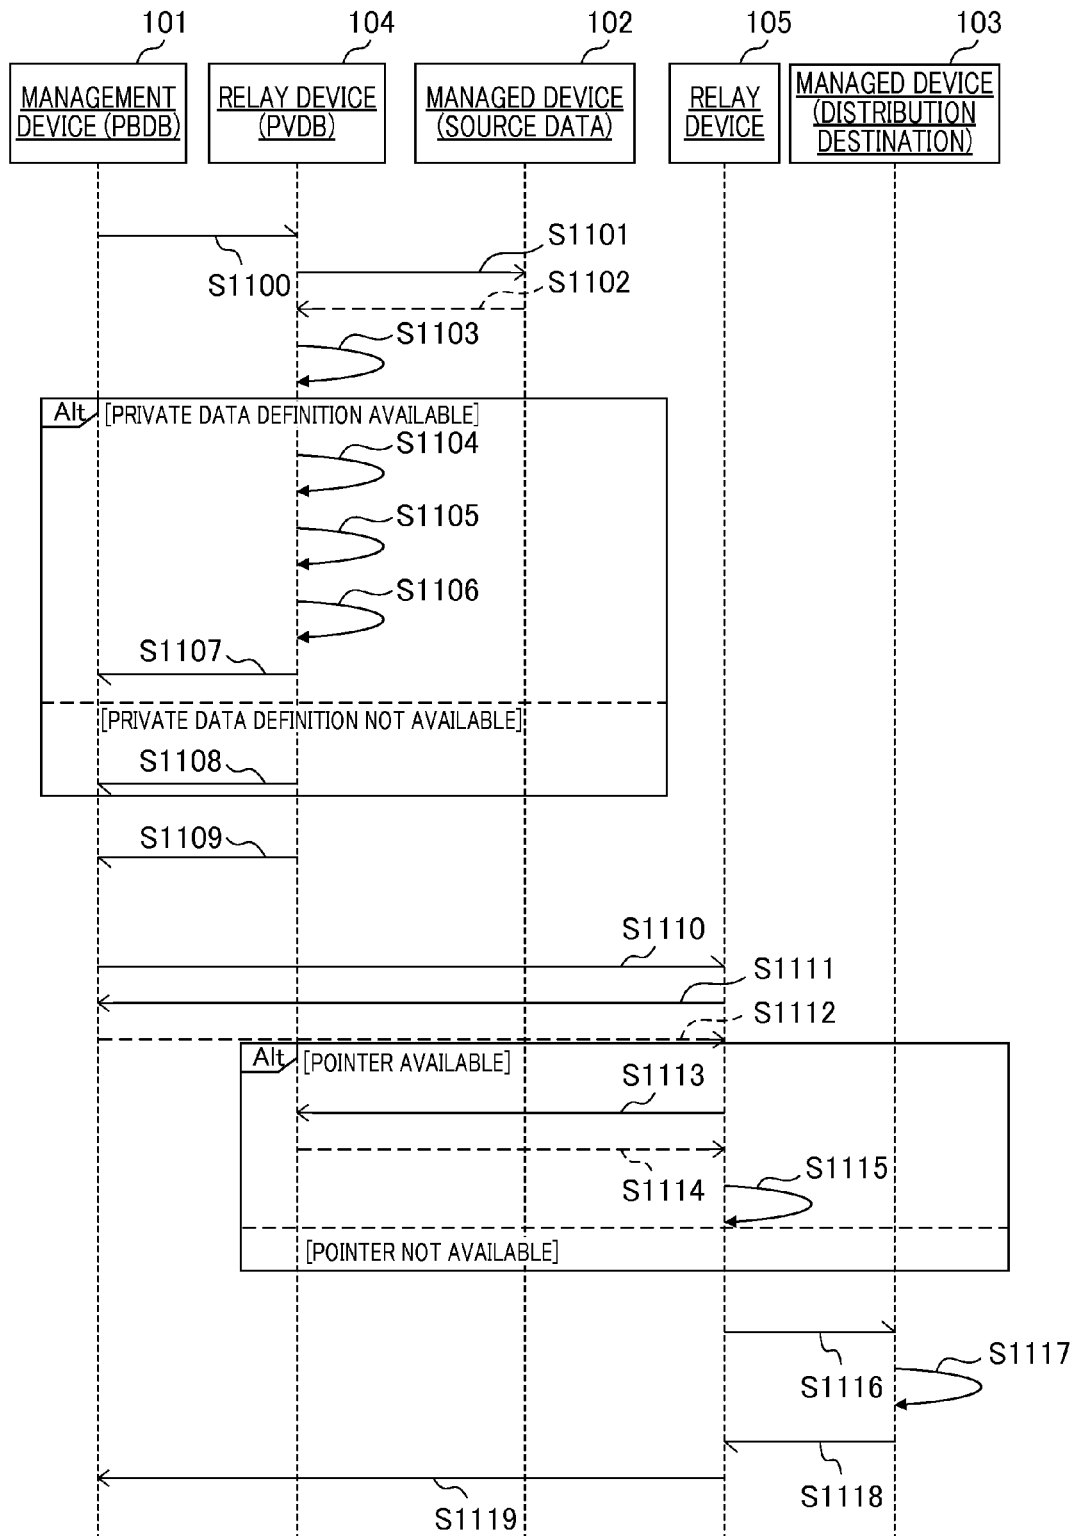 101
104
102
105
103
MANAGEMENT
DEVICE (PBDB)
RELAY DEVICE
(PVDB)
MANAGED DEVICE
(SOURCE DATA)
RELAY
DEVICE
MANAGED DEVICE
(DISTRIBUTION
DESTINATION)
S1100
S1101
S1102
S1103
Alt
[PRIVATE DATA DEFINITION AVAILABLE]
S1104
S1105
S1106
S1107
[PRIVATE DATA DEFINITION NOT AVAILABLE]
S1108
S1109
S1110
S1111
S1112
Alt
[POINTER AVAILABLE]
S1113
S1114
S1115
[POINTER NOT AVAILABLE]
S1116
S1117
S1118
S1119